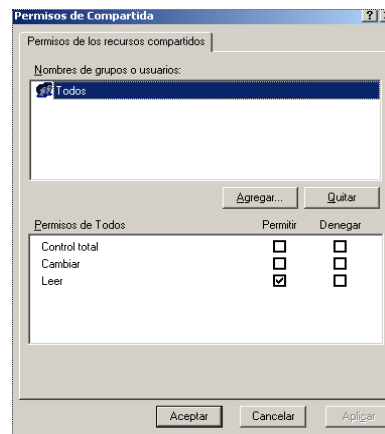 Permisos de Compartida
?
Permisos de los recursos compartidos
Nombres de grupos o usuarios:
Todos
Agregar... Quitar
Permisos de Todos Permitir Denegar
Control total
Cambiar
Leer
Aceptar Cancelar Aplicar